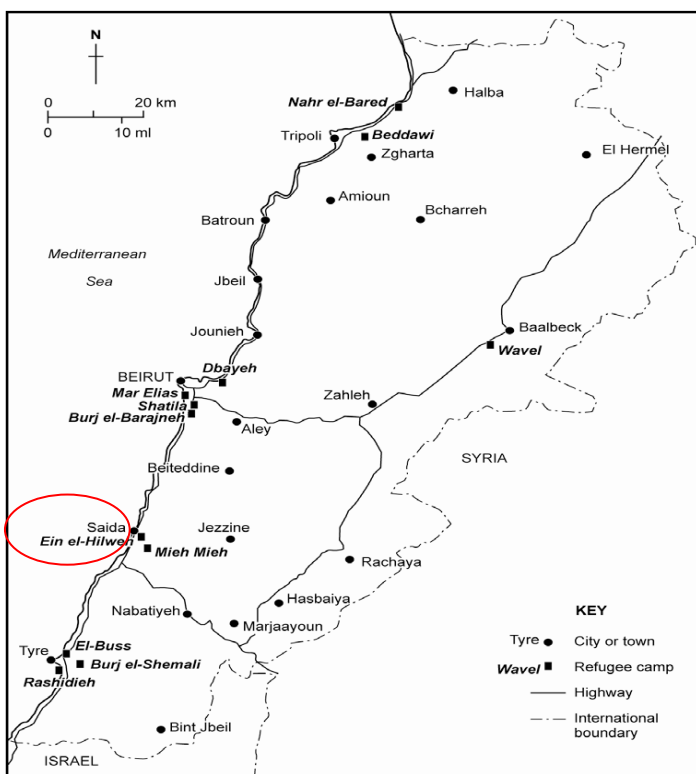 N
0 20 km
0 10 ml
Halba
Nahr el-Bared
Tripoli
Beddawi
Zgharta
El Hermel
Amioun
Bcharreh
Batroun
Mediterranean
Sea
Jbeil
Jounieh
Baalbeck
Wavel
Dbayeh
BEIRUT
Mar Elias
Shatila
Burj el-Barajneh
Zahleh
Aley
SYRIA
Beiteddine
Saida
Ein el-Hilweh
Jezzine
Mieh Mieh
Rachaya
Hasbaiya
Nabatiyeh
Marjaayoun
El-Buss
Tyre
Burj el-Shemali
Rashidieh
Bint Jbeil
ISRAEL
KEY
Tyre City or town
Wavel Refugee camp
Highway
International
boundary